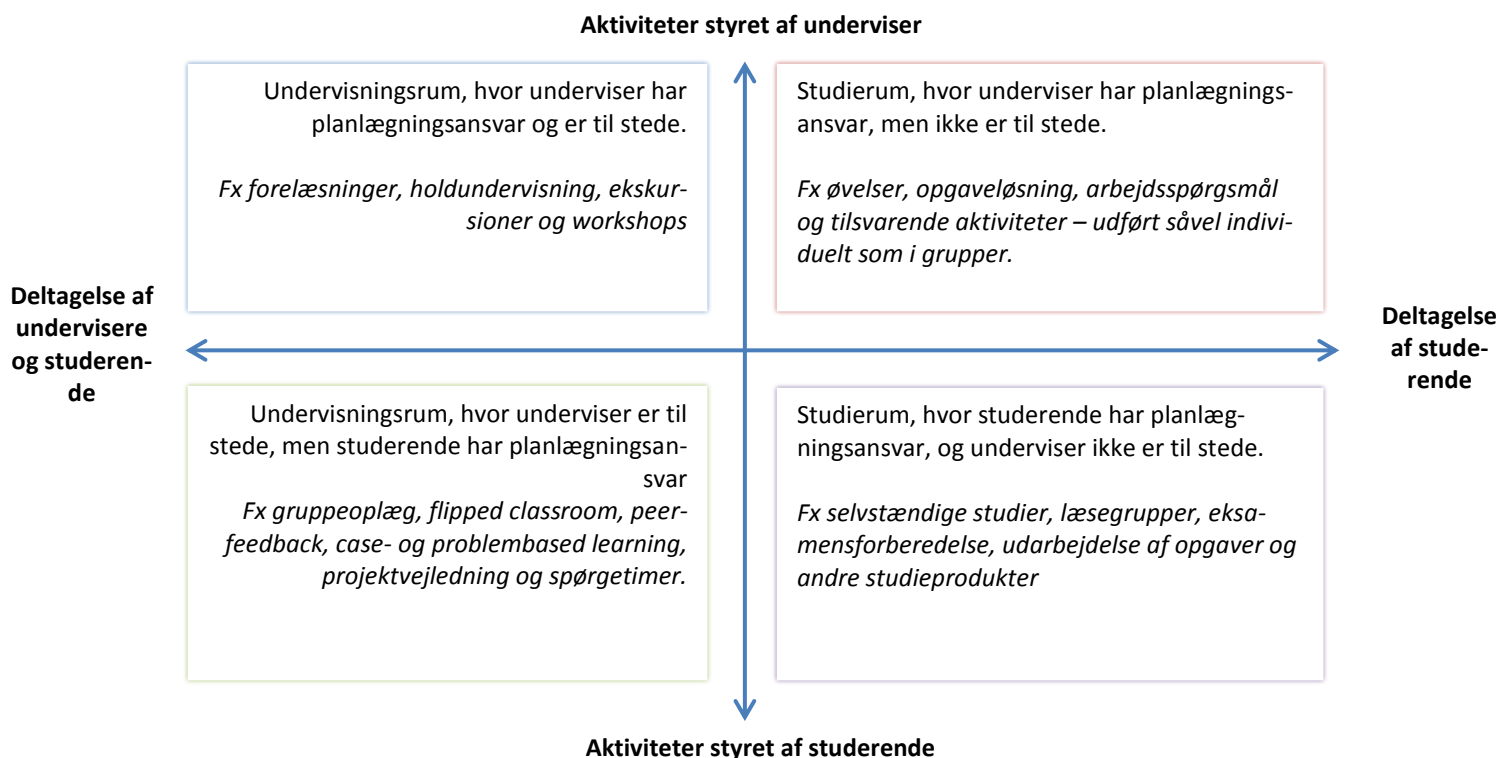 Aktiviteter styret af underviser
Undervisningsrum, hvor underviser har
planlægningsansvar og er til stede.
Fx forelæsninger, holdundervisning, ekskur-
sioner og workshops
Studierum, hvor underviser har planlægnings-
ansvar, men ikke er til stede.
Fx øvelser, opgaveløsning, arbejdsspørgsmål
og tilsvarende aktiviteter – udført såvel indivi-
duelt som i grupper.
Deltagelse af
undervisere
og studeren-
de
Deltagelse
af stude-
rende
Undervisningsrum, hvor underviser er til
stede, men studerende har planlægningsan-
svar
Fx gruppeoplæg, flipped classroom, peer-
feedback, case- og problembased learning,
projektvejledning og spørgetimer.
Studierum, hvor studerende har planlæg-
ningsansvar, og underviser ikke er til stede.
Fx selvstændige studier, læsegrupper, eksa-
mensforberedelse, udarbejdelse af opgaver og
andre studieprodukter
Aktiviteter styret af studerende